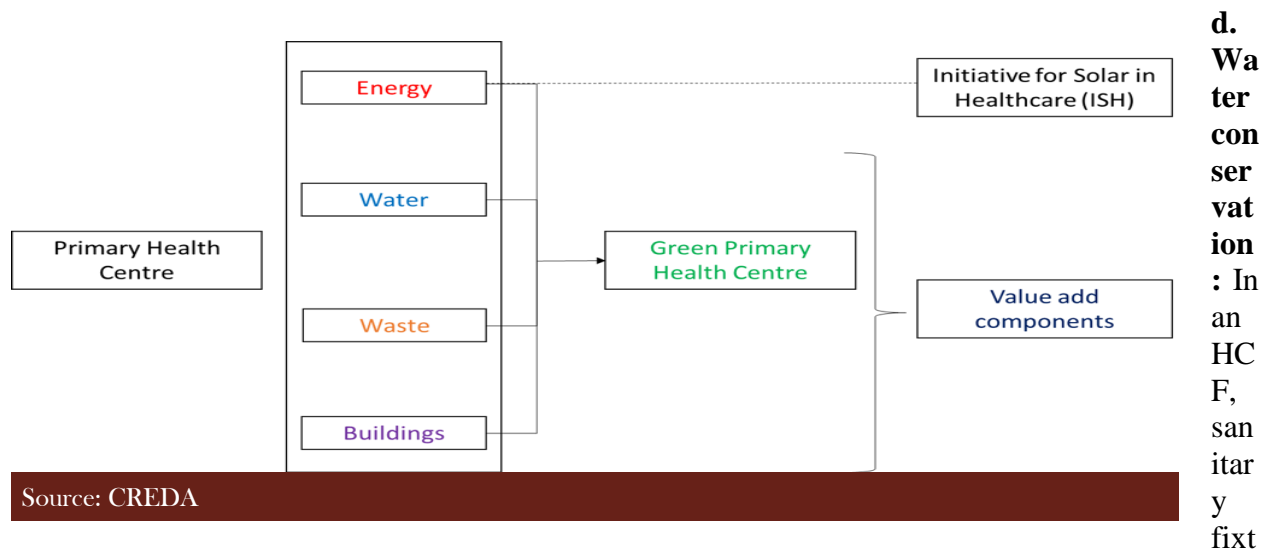 Energy
Initiative for Solar in
Healthcare (ISH)
Water
Primary Health
Centre
Green Primary
Health Centre
Value add
components
Waste
Buildings
Source: CREDA
d.
Wa
ter
con
ser
vat
ion
: In
an
HC
F,
san
itar
y
fixt